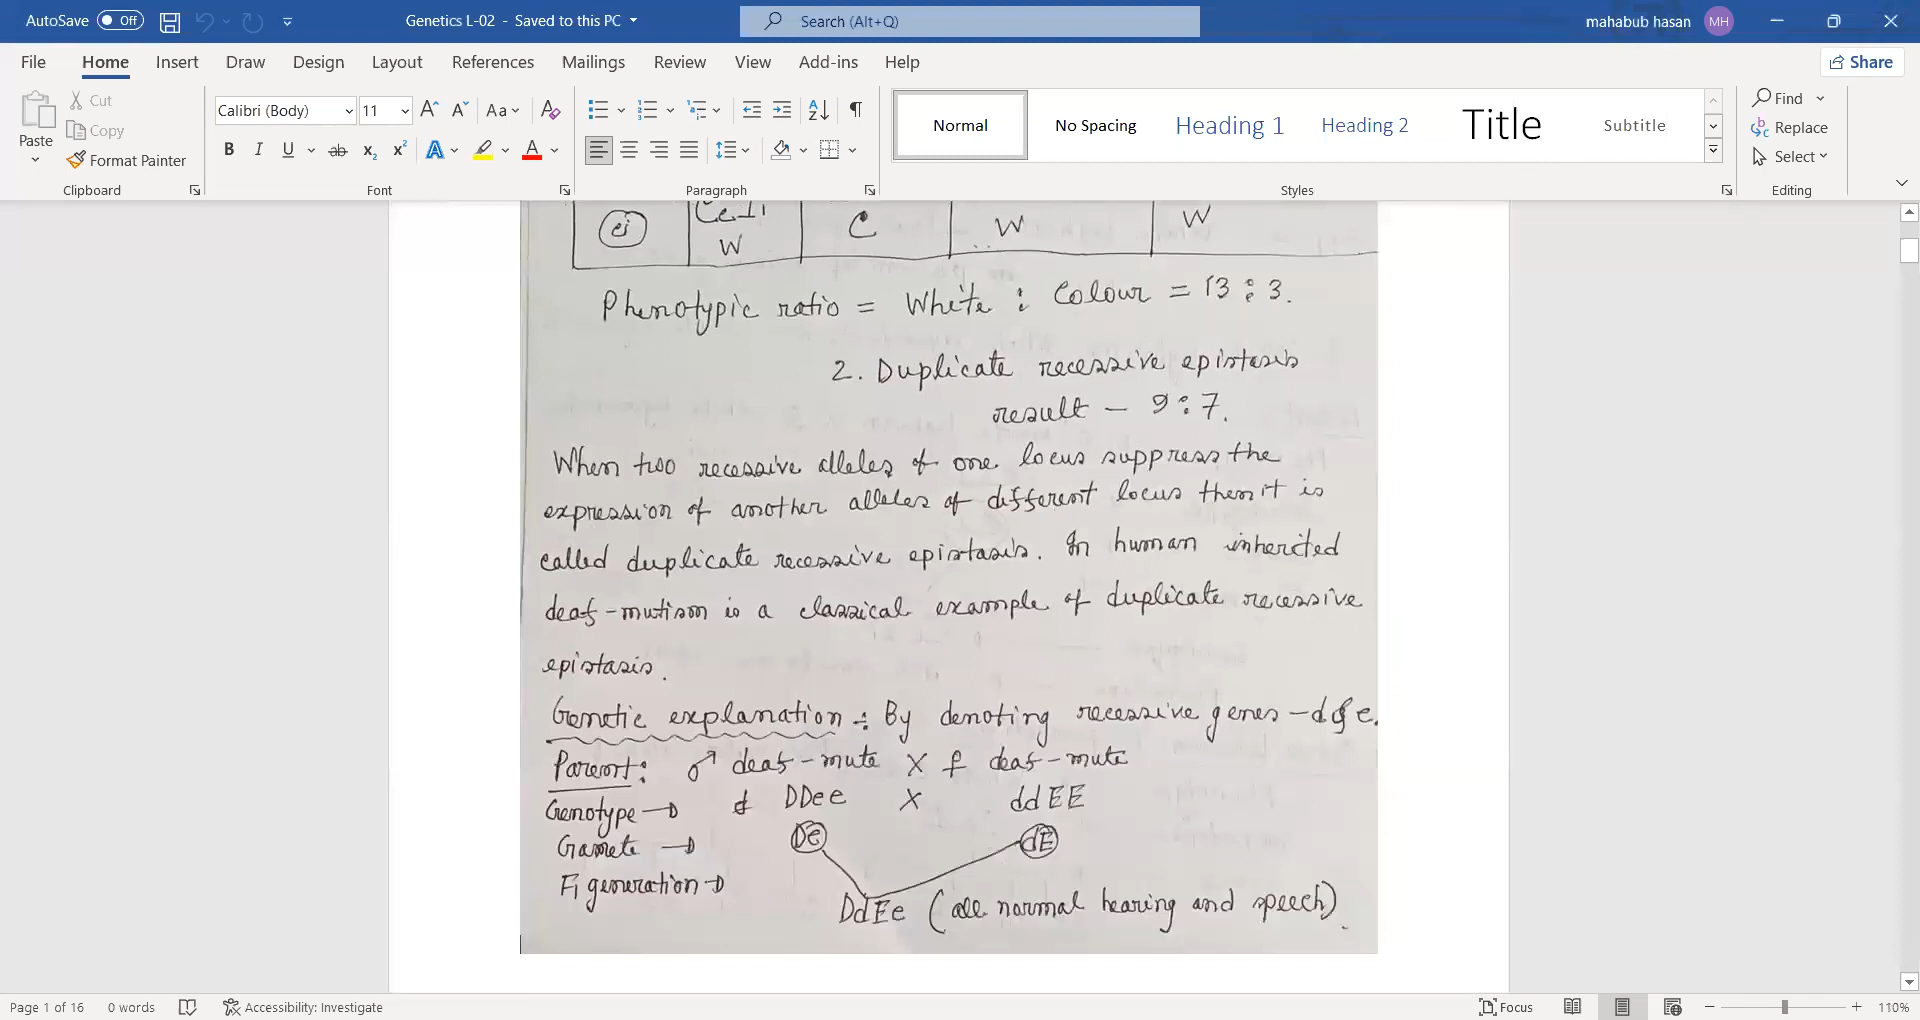 AutoSave Off Genetics L-02 - Saved to this PC Search (Alt+Q) mahabub hasan MH
File Home Insert Draw Design Layout References Mailings Review View Add-ins Help Share
Paste Cut Copy Format Painter Calibri (Body) 11 Normal No Spacing Heading 1 Heading 2 Title Subtitle Find Replace Select
Clipboard Font Paragraph Styles Editing
ei C W W
W
Phenotypic ratio = White : Colour = 13 : 3.
2. Duplicate recessive epistasis
result - 9:7.
When two recessive alleles of one locus suppress the
expression of another alleles of different locus then it is
called duplicate recessive epistasis. In human inherited
deaf-mutism is a classical example of duplicate recessive
epistasis.
Genetic explanation : By denoting recessive genes - d & e.
Parent: ♂ deaf-mute X ♀ deaf-mute
Genotype → DDee X ddEE
Gamete → De dE
F1 generation →
DdEe (all normal hearing and speech).
Page 1 of 16 0 words Accessibility: Investigate Focus 110%